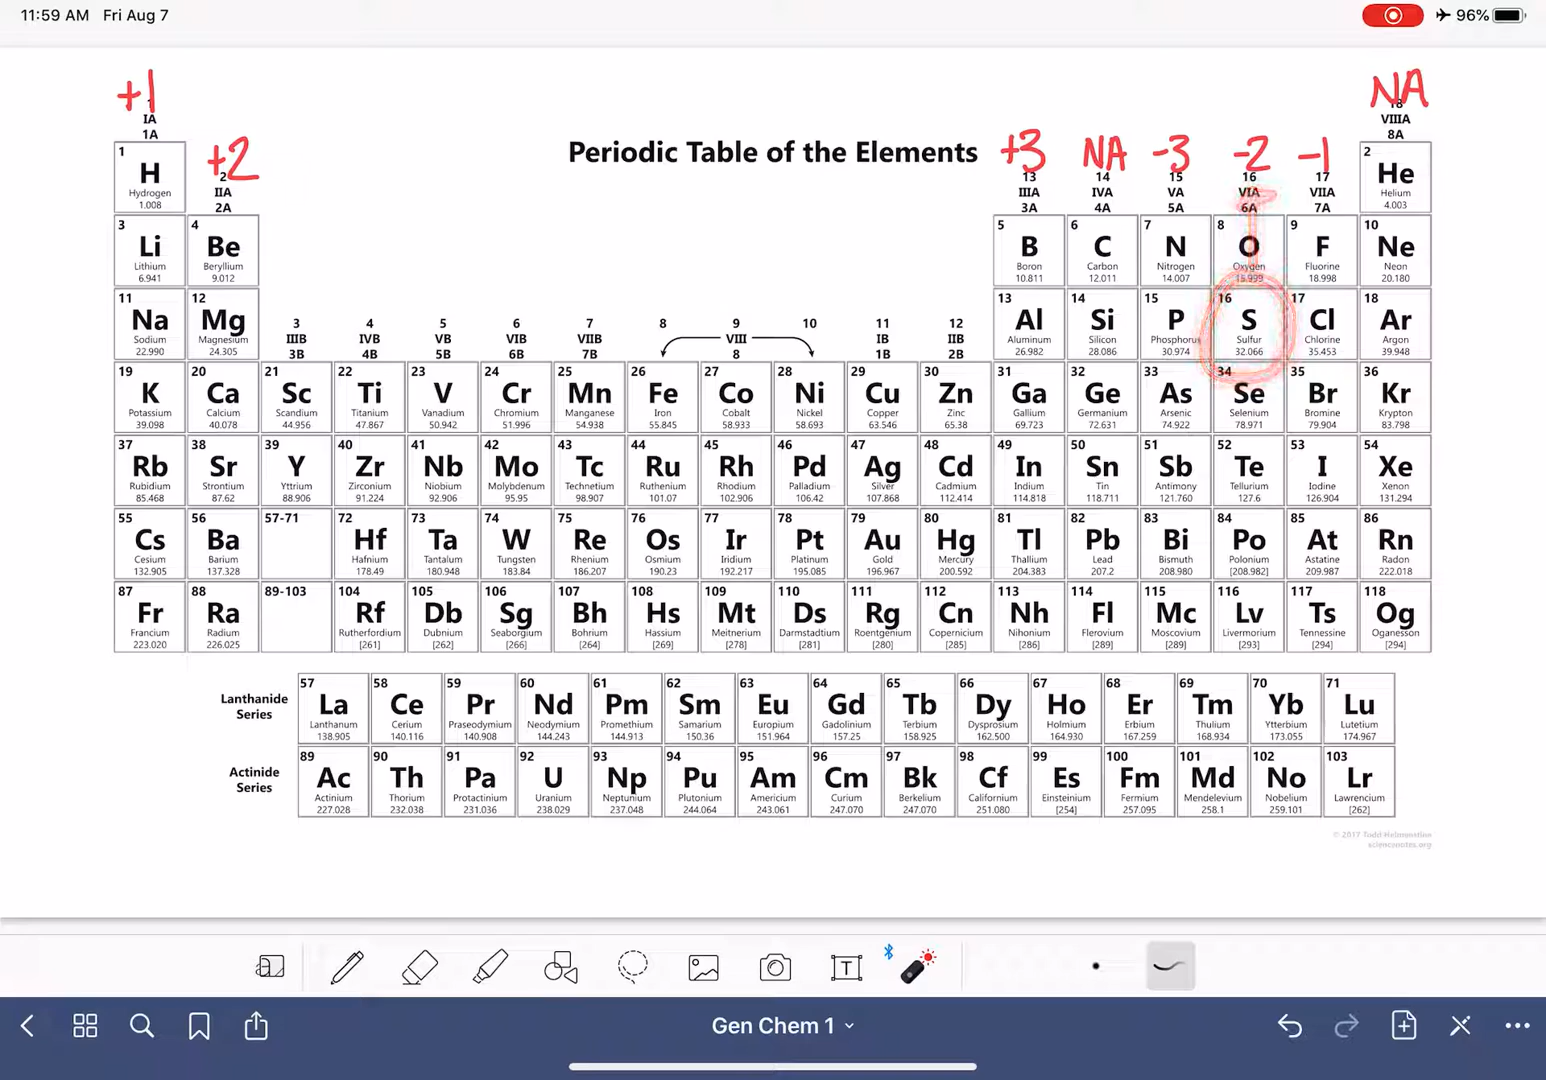 11:59 AM Fri Aug 7
96%
+1
NA
IA
1A
18
VIIIA
8A
+2
Periodic Table of the Elements
+3 NA -3 -2 -1
2
IIA
2A
13 14 15 16 17
IIIA IVA VA VIA VIIA
3A 4A 5A 6A 7A
1 2
H He
Hydrogen Helium
1.008 4.003
3 4 5 6 7 8 9 10
Li Be B C N O F Ne
Lithium Beryllium Boron Carbon Nitrogen Oxygen Fluorine Neon
6.941 9.012 10.811 12.011 14.007 15.999 18.998 20.180
11 12 13 14 15 16 17 18
Na Mg Al Si P S Cl Ar
Sodium Magnesium Aluminum Silicon Phosphorus Sulfur Chlorine Argon
22.990 24.305 26.982 28.086 30.974 32.066 35.453 39.948
3 4 5 6 7 8 9 10 11 12
IIIB IVB VB VIB VIIB VIII IB IIB
3B 4B 5B 6B 7B 8 1B 2B
19 20 21 22 23 24 25 26 27 28 29 30 31 32 33 34 35 36
K Ca Sc Ti V Cr Mn Fe Co Ni Cu Zn Ga Ge As Se Br Kr
Potassium Calcium Scandium Titanium Vanadium Chromium Manganese Iron Cobalt Nickel Copper Zinc Gallium Germanium Arsenic Selenium Bromine Krypton
39.098 40.078 44.956 47.867 50.942 51.996 54.938 55.845 58.933 58.693 63.546 65.38 69.723 72.631 74.922 78.971 79.904 83.798
37 38 39 40 41 42 43 44 45 46 47 48 49 50 51 52 53 54
Rb Sr Y Zr Nb Mo Tc Ru Rh Pd Ag Cd In Sn Sb Te I Xe
Rubidium Strontium Yttrium Zirconium Niobium Molybdenum Technetium Ruthenium Rhodium Palladium Silver Cadmium Indium Tin Antimony Tellurium Iodine Xenon
85.468 87.62 88.906 91.224 92.906 95.95 98.907 101.07 102.906 106.42 107.868 112.414 114.818 118.711 121.760 127.6 126.904 131.294
55 56 57-71 72 73 74 75 76 77 78 79 80 81 82 83 84 85 86
Cs Ba Hf Ta W Re Os Ir Pt Au Hg Tl Pb Bi Po At Rn
Cesium Barium Hafnium Tantalum Tungsten Rhenium Osmium Iridium Platinum Gold Mercury Thallium Lead Bismuth Polonium Astatine Radon
132.905 137.328 178.49 180.948 183.84 186.207 190.23 192.217 195.085 196.967 200.592 204.383 207.2 208.980 [208.982] 209.987 222.018
87 88 89-103 104 105 106 107 108 109 110 111 112 113 114 115 116 117 118
Fr Ra Rf Db Sg Bh Hs Mt Ds Rg Cn Nh Fl Mc Lv Ts Og
Francium Radium Rutherfordium Dubnium Seaborgium Bohrium Hassium Meitnerium Darmstadtium Roentgenium Copernicium Nihonium Flerovium Moscovium Livermorium Tennessine Oganesson
223.020 226.025 [261] [262] [266] [264] [269] [278] [281] [280] [285] [286] [289] [289] [293] [294] [294]
Lanthanide
Series
57 58 59 60 61 62 63 64 65 66 67 68 69 70 71
La Ce Pr Nd Pm Sm Eu Gd Tb Dy Ho Er Tm Yb Lu
Lanthanum Cerium Praseodymium Neodymium Promethium Samarium Europium Gadolinium Terbium Dysprosium Holmium Erbium Thulium Ytterbium Lutetium
138.905 140.116 140.908 144.243 144.913 150.36 151.964 157.25 158.925 162.500 164.930 167.259 168.934 173.055 174.967
Actinide
Series
89 90 91 92 93 94 95 96 97 98 99 100 101 102 103
Ac Th Pa U Np Pu Am Cm Bk Cf Es Fm Md No Lr
Actinium Thorium Protactinium Uranium Neptunium Plutonium Americium Curium Berkelium Californium Einsteinium Fermium Mendelevium Nobelium Lawrencium
227.028 232.038 231.036 238.029 237.048 244.064 243.061 247.070 247.070 251.080 [254] 257.095 258.1 259.101 [262]
© 2017 Todd Helmenstine
sciencenotes.org
T
Gen Chem 1